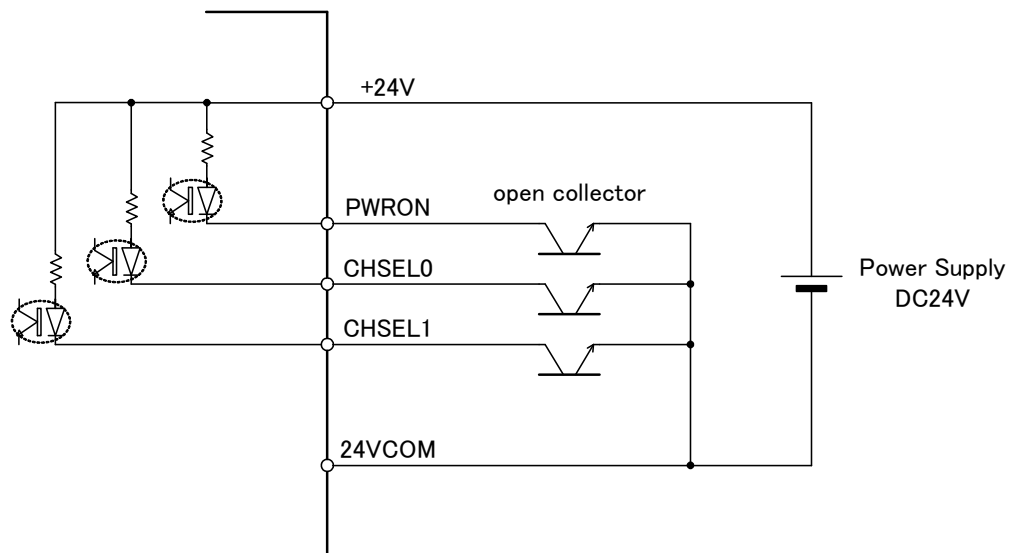 +24V
open collector
PWRON
CHSEL0
Power Supply
DC24V
CHSEL1
24VCOM